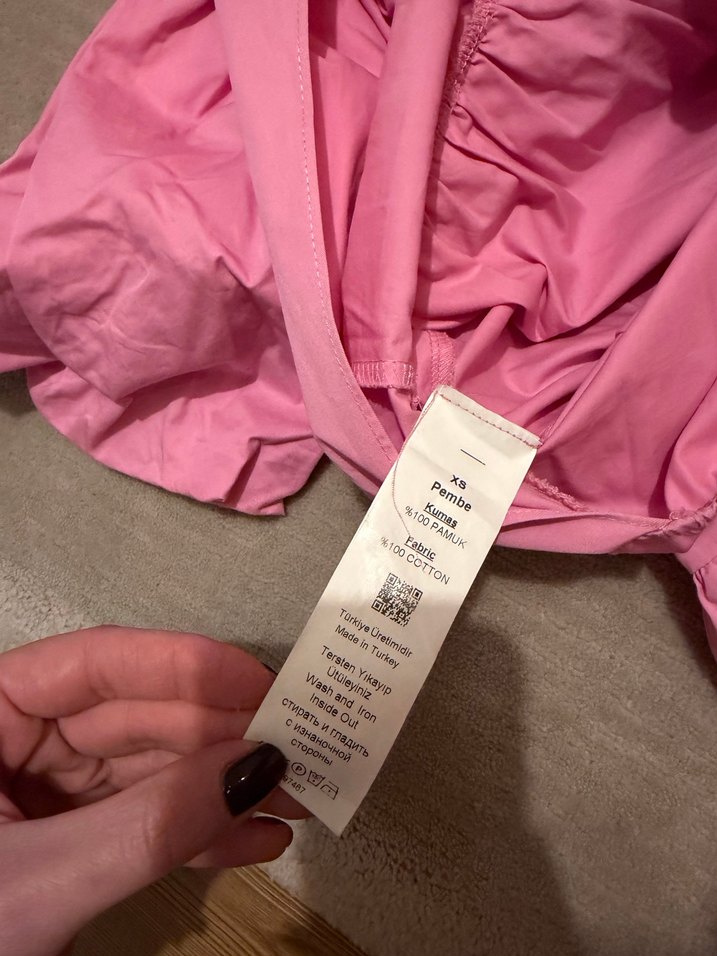 XS
Pembe
Kumaş
%100 PAMUK
Fabric
%100 COTTON
Türkiye Üretimidir
Made in Turkey
Tersten Yıkayıp
Ütüleyiniz
Wash and Iron
Inside Out
стирать и гладить
с изнаночной
стороны
P
97487